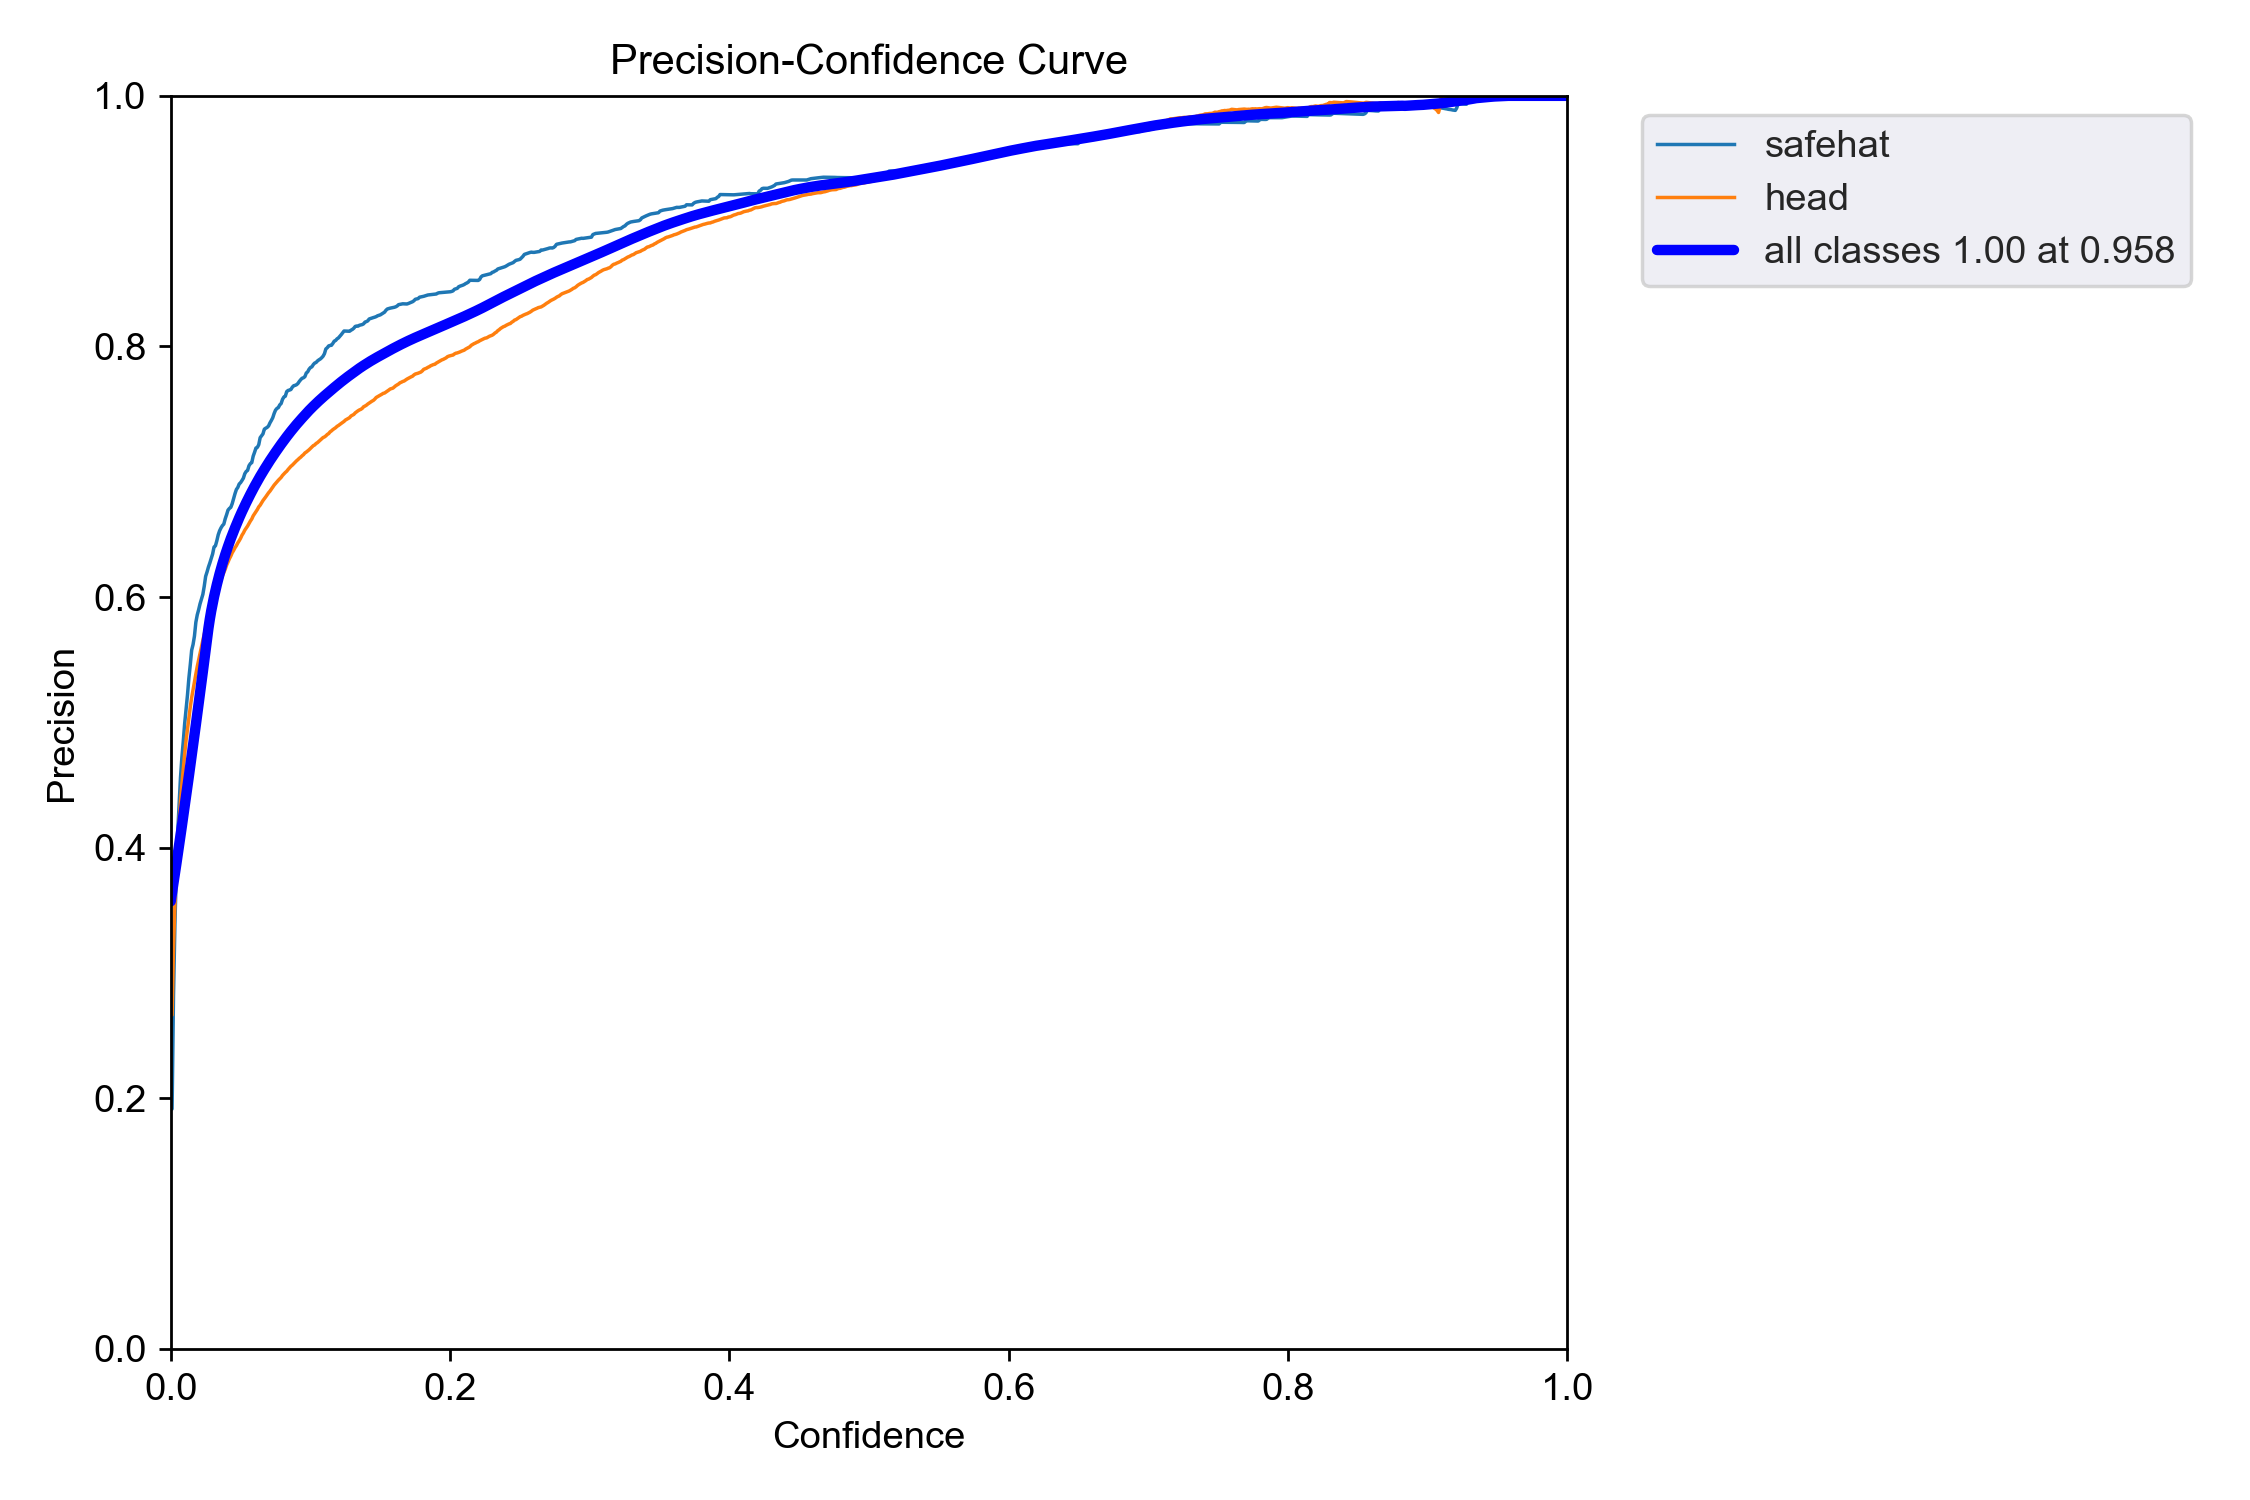 Precision-Confidence Curve
1.0
0.8
0.6
0.4
0.2
0.0
Precision
0.0 0.2 0.4 0.6 0.8 1.0
Confidence
safehat
head
all classes 1.00 at 0.958